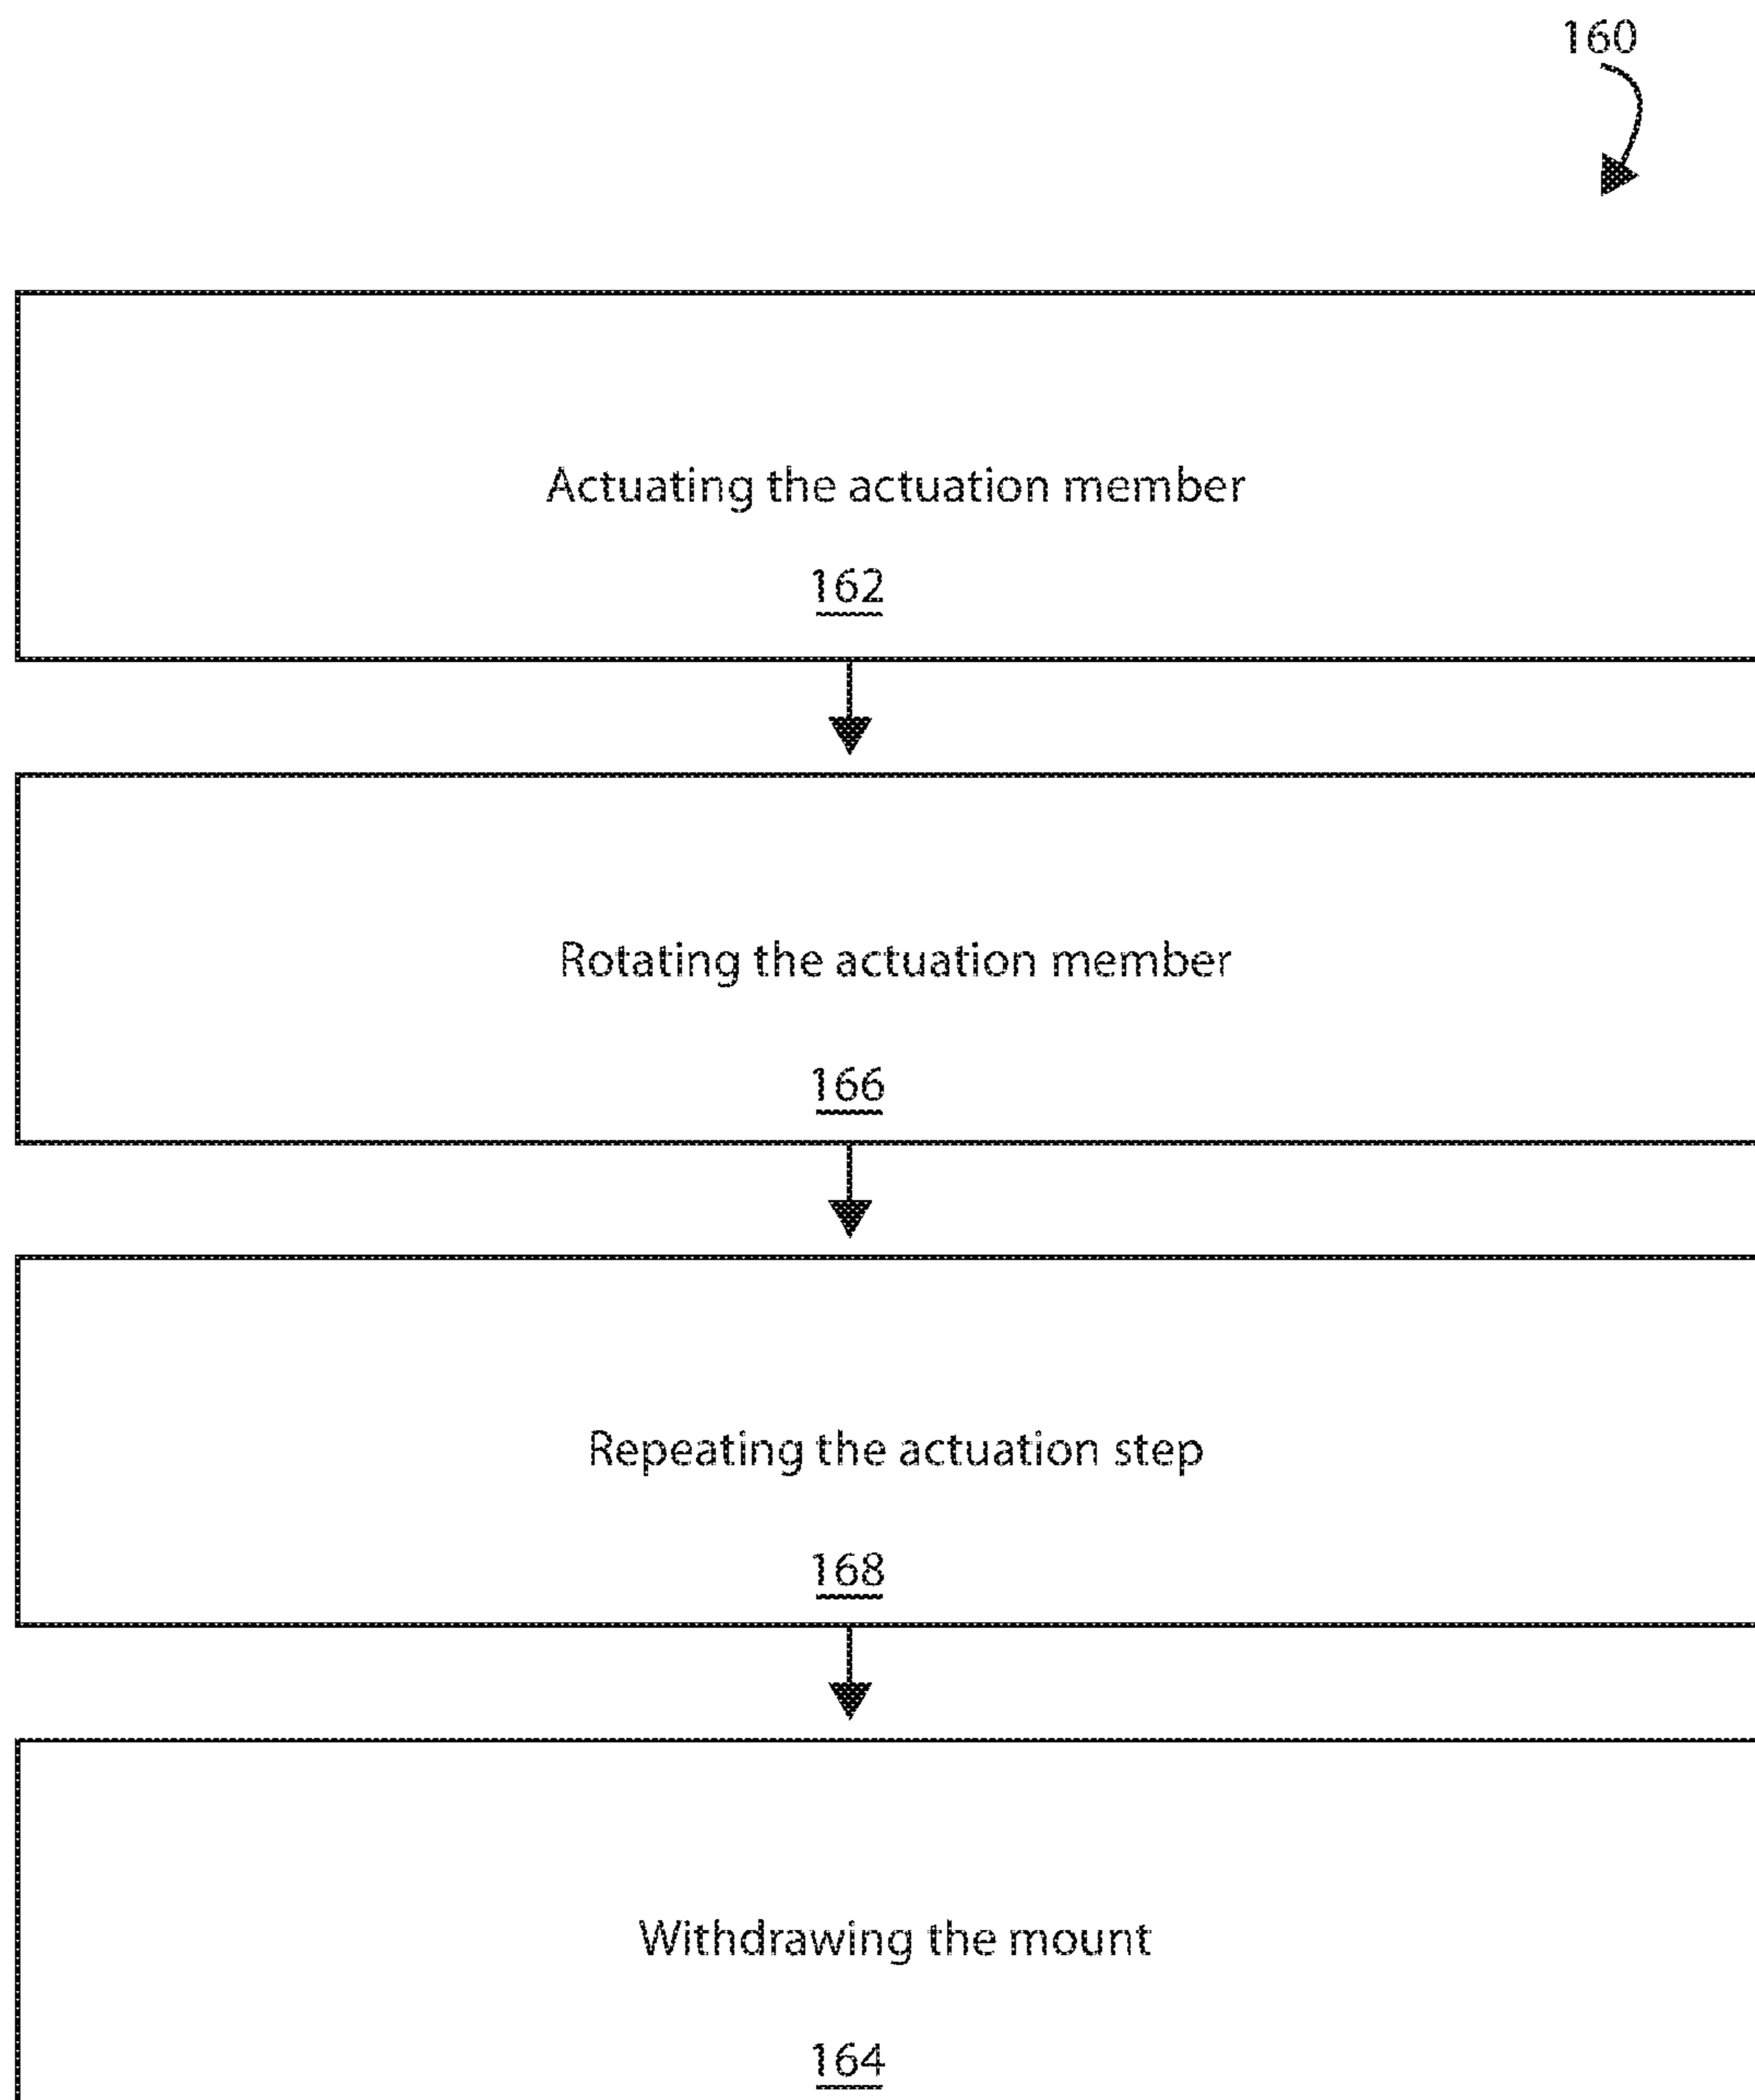 160
Actuating the actuation member
162
Rotating the actuation member
166
Repeating the actuation step
168
Withdrawing the mount
164